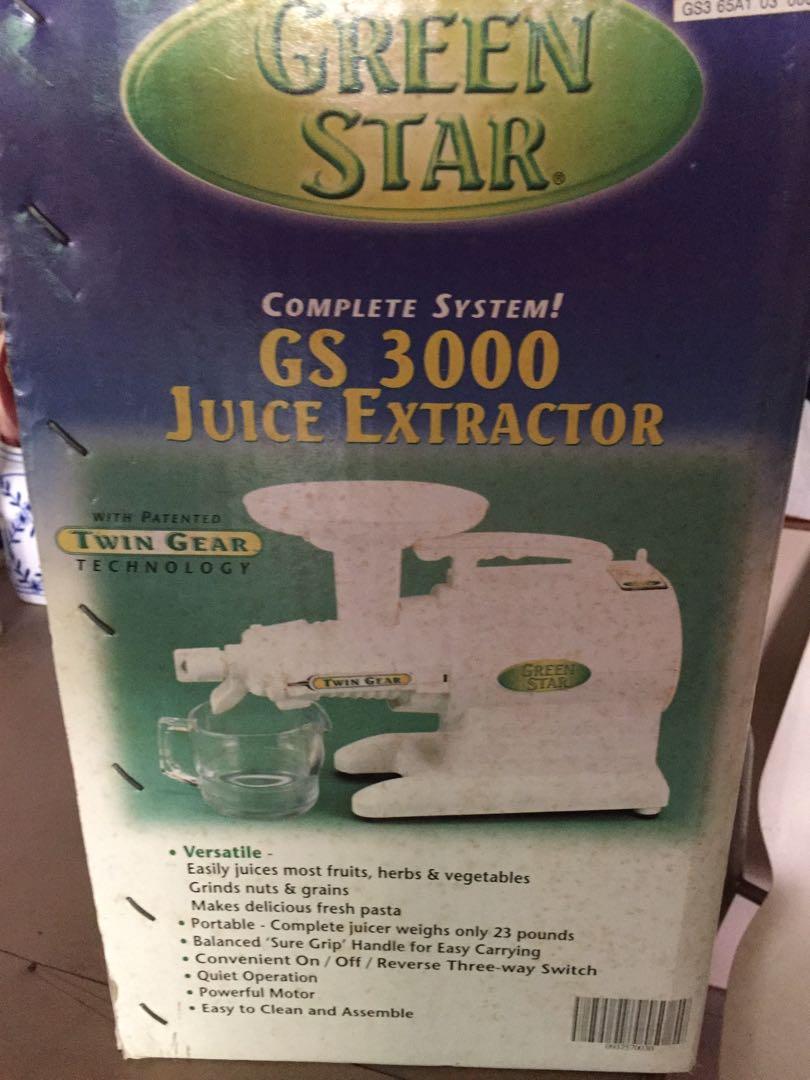 GS3 65A1 03
GREEN
STAR®
COMPLETE SYSTEM!
GS 3000
JUICE EXTRACTOR
WITH PATENTED
TWIN GEAR
TECHNOLOGY
TWIN GEAR
GREEN
STAR
• Versatile -
Easily juices most fruits, herbs & vegetables
Grinds nuts & grains
Makes delicious fresh pasta
• Portable - Complete juicer weighs only 23 pounds
• Balanced 'Sure Grip' Handle for Easy Carrying
• Convenient On / Off / Reverse Three-way Switch
• Quiet Operation
• Powerful Motor
• Easy to Clean and Assemble